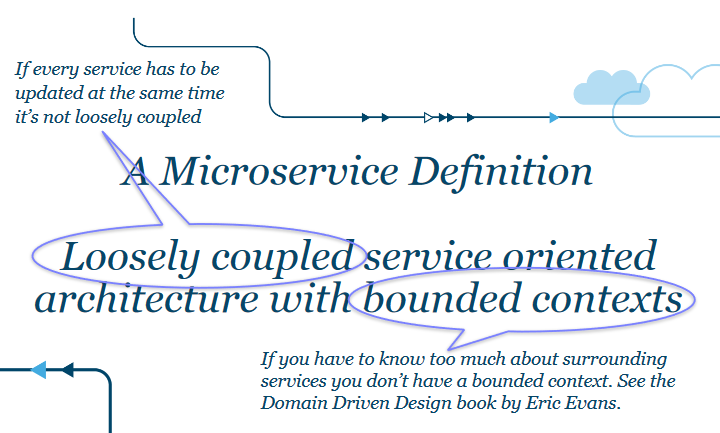 If every service has to be
updated at the same time
it’s not loosely coupled
A Microservice Definition
Loosely coupled service oriented
architecture with bounded contexts
If you have to know too much about surrounding
services you don’t have a bounded context. See the
Domain Driven Design book by Eric Evans.